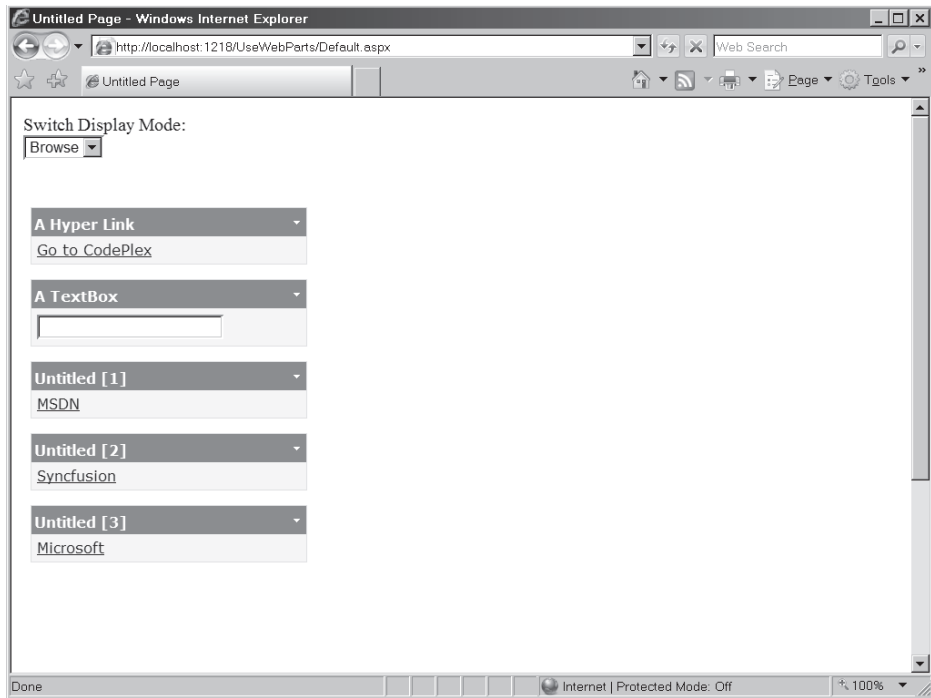 Untitled Page - Windows Internet Explorer
http://localhost:1218/UseWebParts/Default.aspx
Web Search
Untitled Page
Page
Tools
»
Switch Display Mode:
Browse
A Hyper Link
Go to CodePlex
A TextBox
Untitled [1]
MSDN
Untitled [2]
Syncfusion
Untitled [3]
Microsoft
Done
Internet | Protected Mode: Off
100%